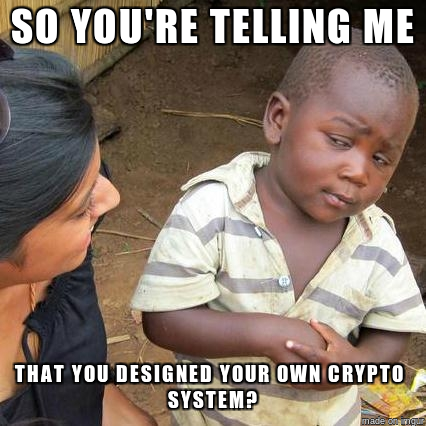 SO YOU'RE TELLING ME
THAT YOU DESIGNED YOUR OWN CRYPTO
SYSTEM?
made on imgur